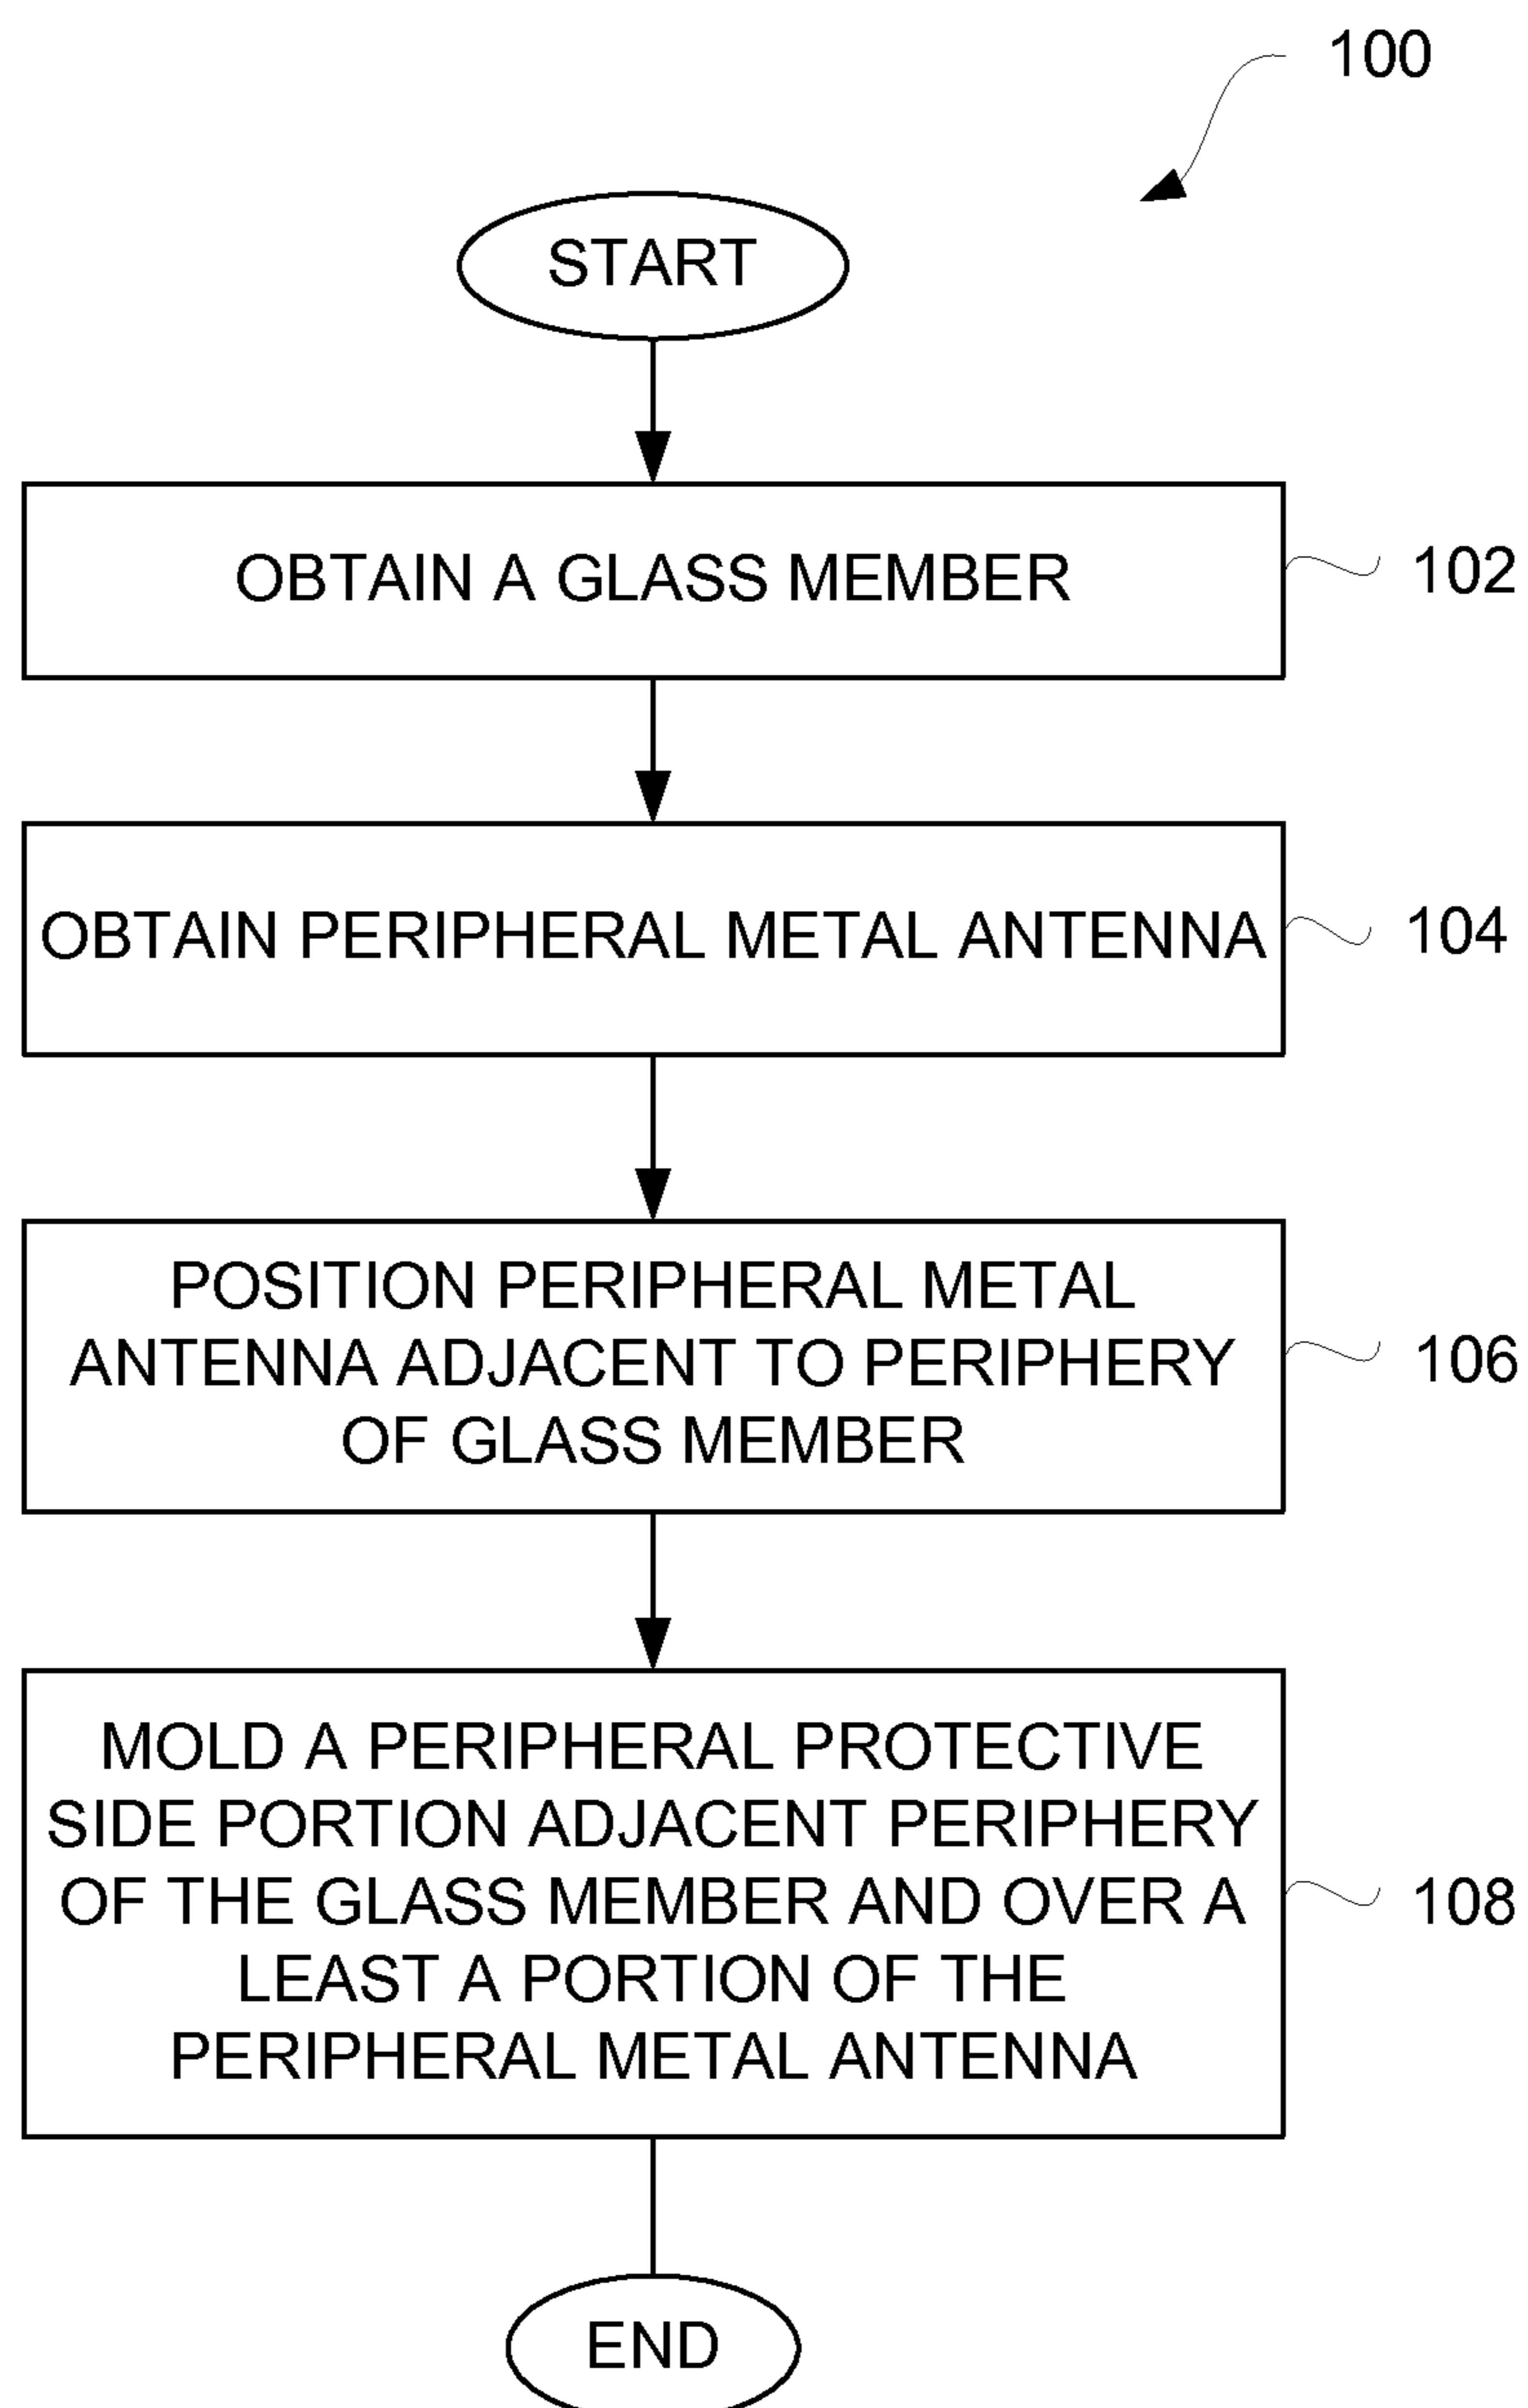 100
START
OBTAIN A GLASS MEMBER
102
OBTAIN PERIPHERAL METAL ANTENNA
104
POSITION PERIPHERAL METAL
ANTENNA ADJACENT TO PERIPHERY
OF GLASS MEMBER
106
MOLD A PERIPHERAL PROTECTIVE
SIDE PORTION ADJACENT PERIPHERY
OF THE GLASS MEMBER AND OVER A
LEAST A PORTION OF THE
PERIPHERAL METAL ANTENNA
108
END